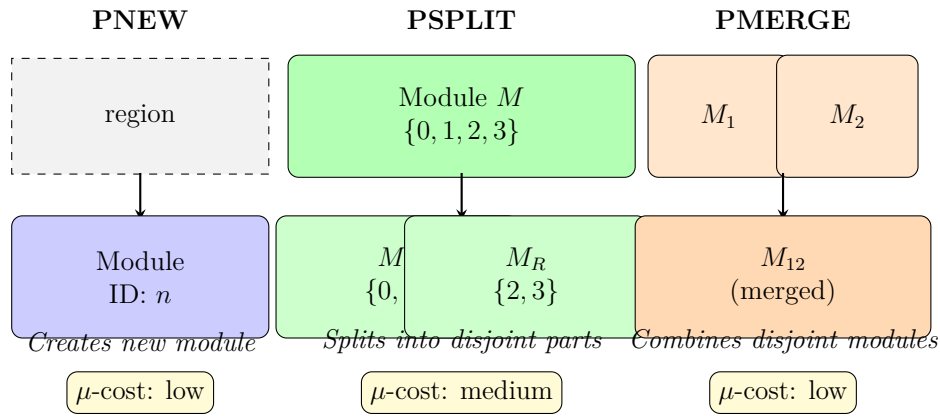 PNEW
PSPLIT
PMERGE
region
Module M
{0, 1, 2, 3}
M₁
M₂
Module
ID: n
M
{0,
M_R
{2, 3}
M₁₂
(merged)
Creates new module
Splits into disjoint parts
Combines disjoint modules
μ-cost: low
μ-cost: medium
μ-cost: low